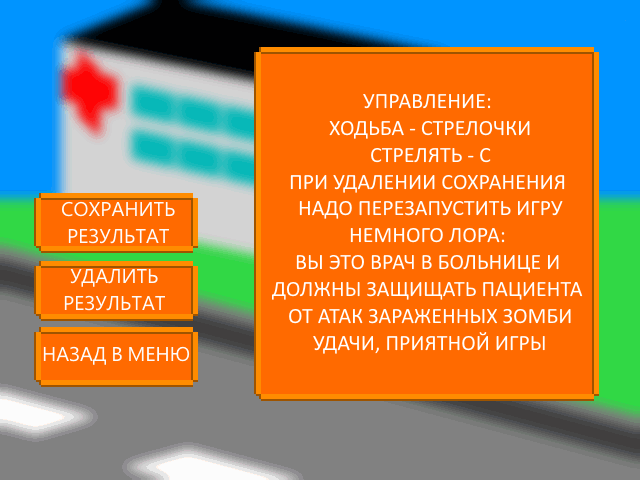 УПРАВЛЕНИЕ:
ХОДЬБА - СТРЕЛОЧКИ
СТРЕЛЯТЬ - С
ПРИ УДАЛЕНИИ СОХРАНЕНИЯ
НАДО ПЕРЕЗАПУСТИТЬ ИГРУ
НЕМНОГО ЛОРА:
ВЫ ЭТО ВРАЧ В БОЛЬНИЦЕ И
ДОЛЖНЫ ЗАЩИЩАТЬ ПАЦИЕНТА
ОТ АТАК ЗАРАЖЕННЫХ ЗОМБИ
УДАЧИ, ПРИЯТНОЙ ИГРЫ
СОХРАНИТЬ
РЕЗУЛЬТАТ
УДАЛИТЬ
РЕЗУЛЬТАТ
НАЗАД В МЕНЮ